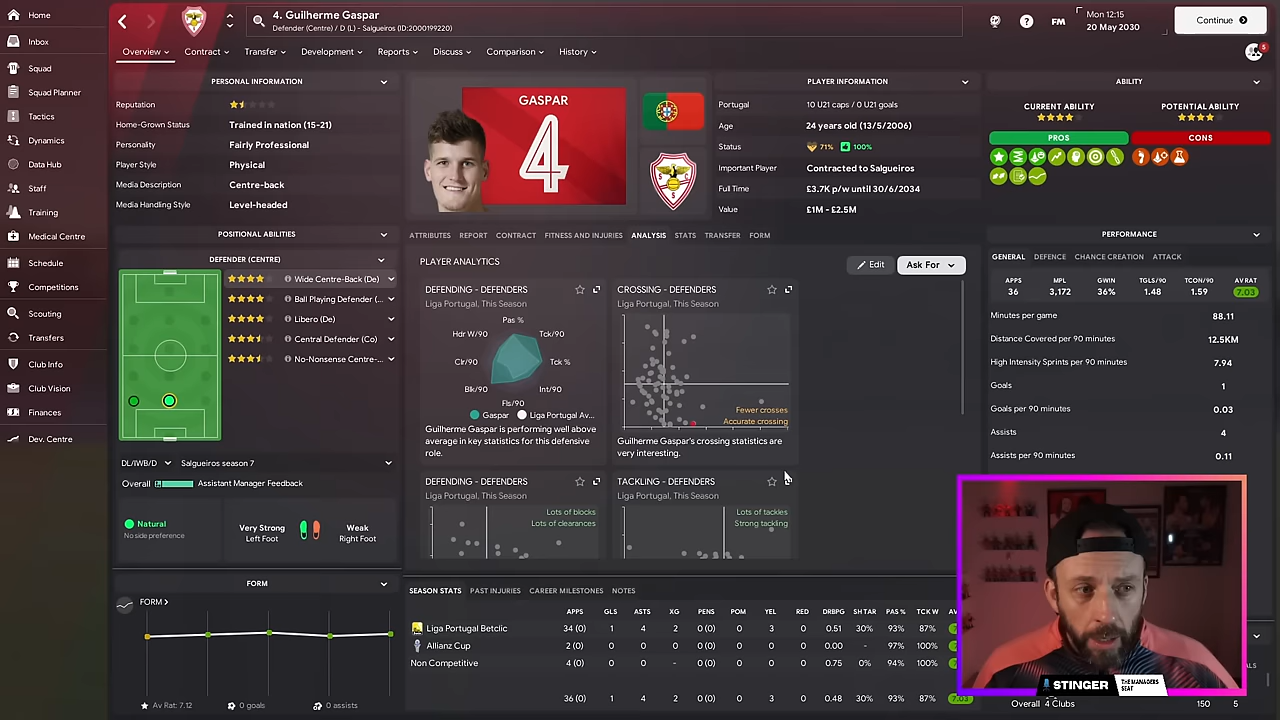 Home
Inbox
Squad
Squad Planner
Tactics
Dynamics
Data Hub
Staff
Training
Medical Centre
Schedule
Competitions
Scouting
Transfers
Club Info
Club Vision
Finances
Dev. Centre
4. Guilherme Gaspar
Defender (Centre) / D (L) - Salgueiros (ID:2000199220)
FM
Mon 12:15
20 May 2030
Continue
Overview
Contract
Transfer
Development
Reports
Discuss
Comparison
History
5
PERSONAL INFORMATION
Reputation
Home-Grown Status Trained in nation (15-21)
Personality Fairly Professional
Player Style Physical
Media Description Centre-back
Media Handling Style Level-headed
GASPAR
4
PLAYER INFORMATION
Portugal 10 U21 caps / 0 U21 goals
Age 24 years old (13/5/2006)
Status 71% 100%
Important Player Contracted to Salgueiros
Full Time £3.7K p/w until 30/6/2034
Value £1M - £2.5M
ABILITY
CURRENT ABILITY POTENTIAL ABILITY
PROS CONS
POSITIONAL ABILITIES
DEFENDER (CENTRE)
Wide Centre-Back (De)
Ball Playing Defender (...
Libero (De)
Central Defender (Co)
No-Nonsense Centre-...
DL/IWB/D Salgueiros season 7
Overall Assistant Manager Feedback
Natural
No side preference
Very Strong
Left Foot
Weak
Right Foot
FORM
FORM >
Av Rat: 7.12 0 goals 0 assists
ATTRIBUTES REPORT CONTRACT FITNESS AND INJURIES ANALYSIS STATS TRANSFER FORM
PLAYER ANALYTICS
Edit
Ask For
DEFENDING - DEFENDERS
Liga Portugal, This Season
Pas %
Hdr W/90 Tck/90
Clr/90 Tck %
Blk/90 Int/90
Fls/90
Gaspar Liga Portugal Av...
Guilherme Gaspar is performing well above
average in key statistics for this defensive
role.
CROSSING - DEFENDERS
Liga Portugal, This Season
Fewer crosses
Accurate crossing
Guilherme Gaspar's crossing statistics are
very interesting.
DEFENDING - DEFENDERS
Liga Portugal, This Season
Lots of blocks
Lots of clearances
TACKLING - DEFENDERS
Liga Portugal, This Season
Lots of tackles
Strong tackling
PERFORMANCE
GENERAL DEFENCE CHANCE CREATION ATTACK
APPS MPL GWIN TGLS/90 TCON/90 AV RAT
36 3,172 36% 1.48 1.59 7.03
Minutes per game 88.11
Distance Covered per 90 minutes 12.5KM
High Intensity Sprints per 90 minutes 7.94
Goals 1
Goals per 90 minutes 0.03
Assists 4
Assists per 90 minutes 0.11
SEASON STATS PAST INJURIES CAREER MILESTONES NOTES
APPS GLS ASTS XG PENS POM YEL RED DRBPG SH TAR PAS % TCK W
Liga Portugal Betclic 34 (0) 1 4 2 0 (0) 0 3 0 0.51 30% 93% 87%
Allianz Cup 2 (0) 0 0 0 0 (0) 0 0 0 0.00 - 97% 100%
Non Competitive 4 (0) 0 0 - 0 (0) 0 0 0 0.75 0% 94% 100%
36 (0) 1 4 2 0 (0) 0 3 0 0.48 30% 93% 87% 7.03
STINGER
THE MANAGERS
SEAT
Overall 4 Clubs 150 5